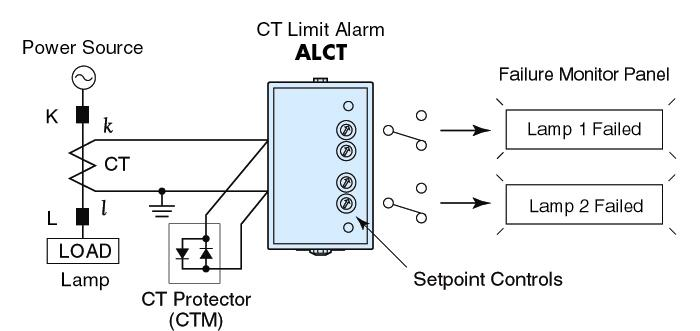 CT Limit Alarm
ALCT
Power Source
Failure Monitor Panel
K
k
Lamp 1 Failed
CT
l
L
Lamp 2 Failed
LOAD
Lamp
Setpoint Controls
CT Protector
(CTM)